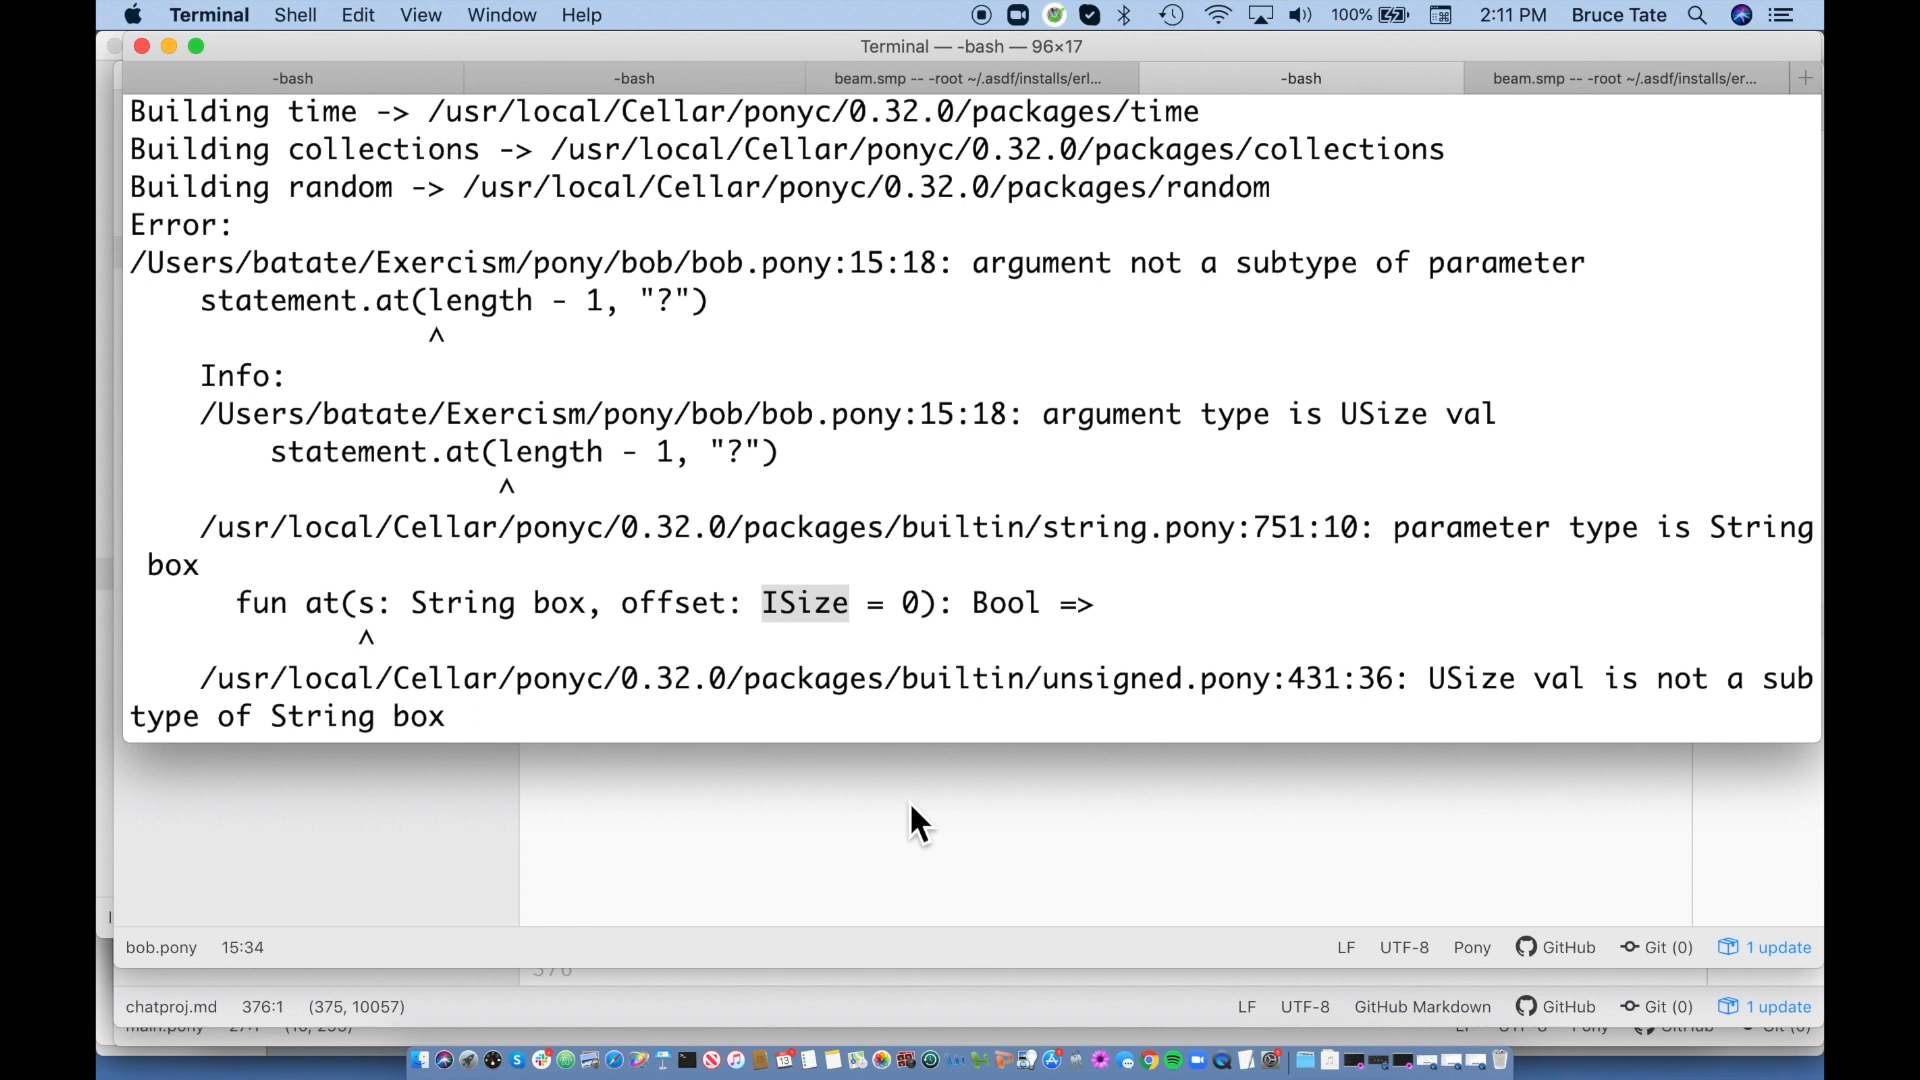 Terminal Shell Edit View Window Help 100% 2:11 PM Bruce Tate
Terminal — -bash — 96×17
-bash -bash beam.smp -- -root ~/.asdf/installs/erl... -bash beam.smp -- -root ~/.asdf/installs/er... +
Building time -> /usr/local/Cellar/ponyc/0.32.0/packages/time
Building collections -> /usr/local/Cellar/ponyc/0.32.0/packages/collections
Building random -> /usr/local/Cellar/ponyc/0.32.0/packages/random
Error:
/Users/batate/Exercism/pony/bob/bob.pony:15:18: argument not a subtype of parameter
statement.at(length - 1, "?")
^
Info:
/Users/batate/Exercism/pony/bob/bob.pony:15:18: argument type is USize val
statement.at(length - 1, "?")
^
/usr/local/Cellar/ponyc/0.32.0/packages/builtin/string.pony:751:10: parameter type is String
box
fun at(s: String box, offset: ISize = 0): Bool =>
^
/usr/local/Cellar/ponyc/0.32.0/packages/builtin/unsigned.pony:431:36: USize val is not a sub
type of String box
bob.pony 15:34 LF UTF-8 Pony GitHub Git (0) 1 update
376
chatproj.md 376:1 (375, 10057) LF UTF-8 GitHub Markdown GitHub Git (0) 1 update
main.pony